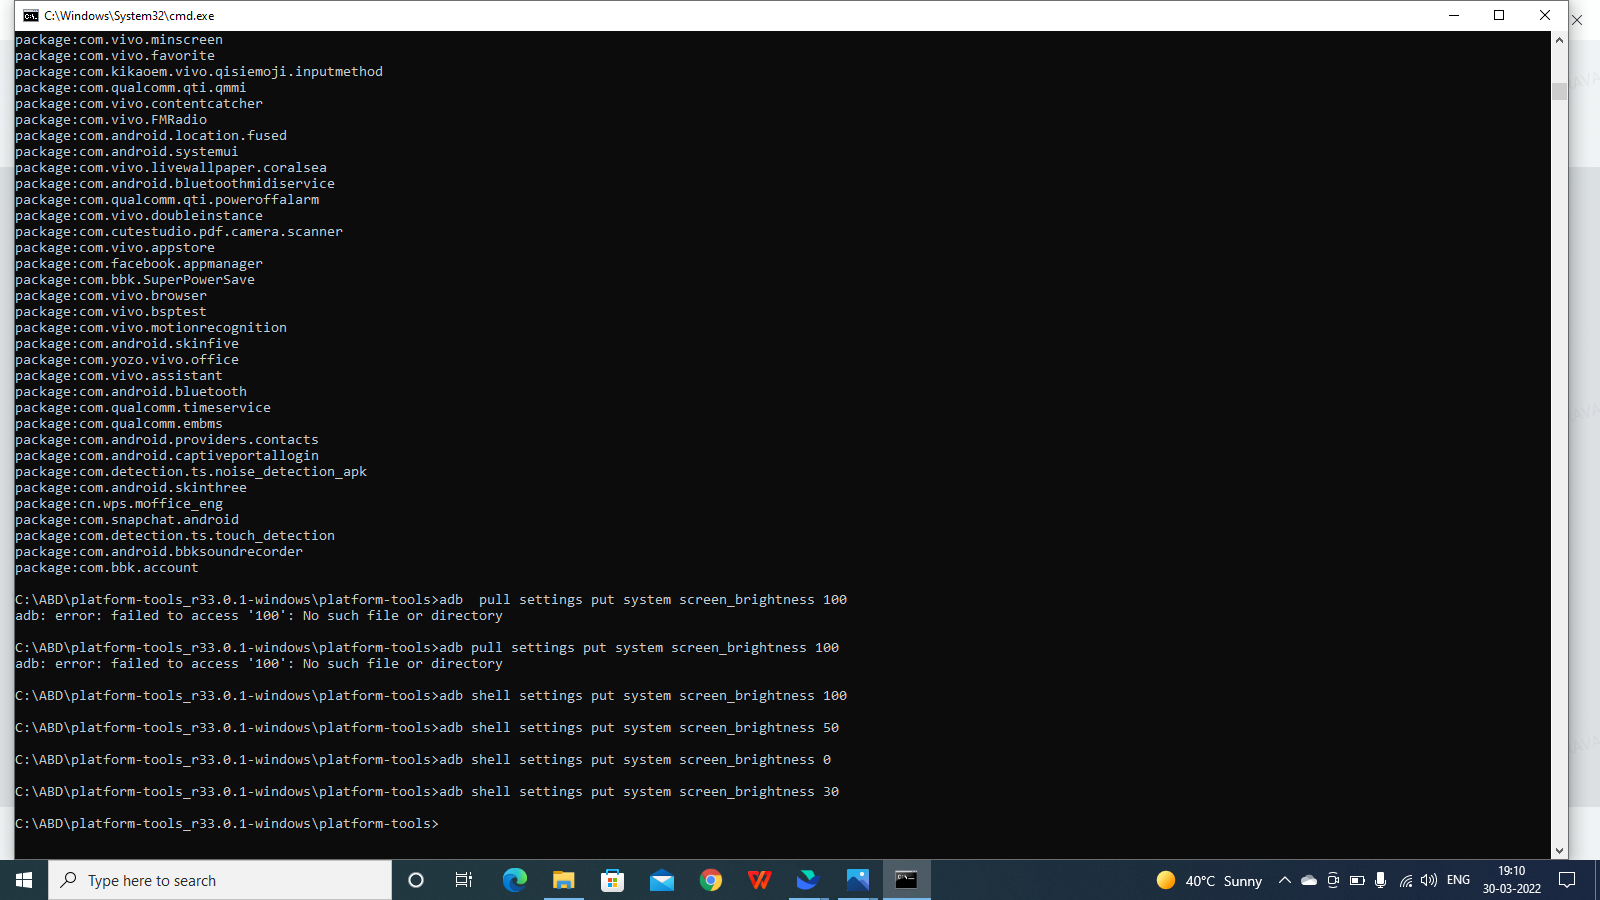 C:\Windows\System32\cmd.exe
package:com.vivo.minscreen
package:com.vivo.favorite
package:com.kikaoem.vivo.qisiemoji.inputmethod
package:com.qualcomm.qti.qmmi
package:com.vivo.contentcatcher
package:com.vivo.FMRadio
package:com.android.location.fused
package:com.android.systemui
package:com.vivo.livewallpaper.coralsea
package:com.android.bluetoothmidiservice
package:com.qualcomm.qti.poweroffalarm
package:com.vivo.doubleinstance
package:com.cutestudio.pdf.camera.scanner
package:com.vivo.appstore
package:com.facebook.appmanager
package:com.bbk.SuperPowerSave
package:com.vivo.browser
package:com.vivo.bsptest
package:com.vivo.motionrecognition
package:com.android.skinfive
package:com.yozo.vivo.office
package:com.vivo.assistant
package:com.android.bluetooth
package:com.qualcomm.timeservice
package:com.qualcomm.embms
package:com.android.providers.contacts
package:com.android.captiveportallogin
package:com.detection.ts.noise_detection_apk
package:com.android.skinthree
package:cn.wps.moffice_eng
package:com.snapchat.android
package:com.detection.ts.touch_detection
package:com.android.bbksoundrecorder
package:com.bbk.account
C:\ABD\platform-tools_r33.0.1-windows\platform-tools>adb  pull settings put system screen_brightness 100
adb: error: failed to access '100': No such file or directory
C:\ABD\platform-tools_r33.0.1-windows\platform-tools>adb pull settings put system screen_brightness 100
adb: error: failed to access '100': No such file or directory
C:\ABD\platform-tools_r33.0.1-windows\platform-tools>adb shell settings put system screen_brightness 100
C:\ABD\platform-tools_r33.0.1-windows\platform-tools>adb shell settings put system screen_brightness 50
C:\ABD\platform-tools_r33.0.1-windows\platform-tools>adb shell settings put system screen_brightness 0
C:\ABD\platform-tools_r33.0.1-windows\platform-tools>adb shell settings put system screen_brightness 30
C:\ABD\platform-tools_r33.0.1-windows\platform-tools>
Type here to search
40°C Sunny
ENG
19:10
30-03-2022